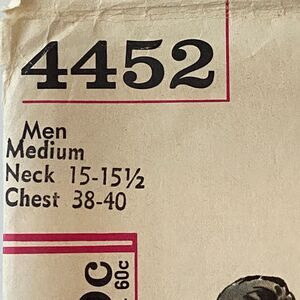 4452
Men
Medium
Neck 15-15½
Chest 38-40
60c